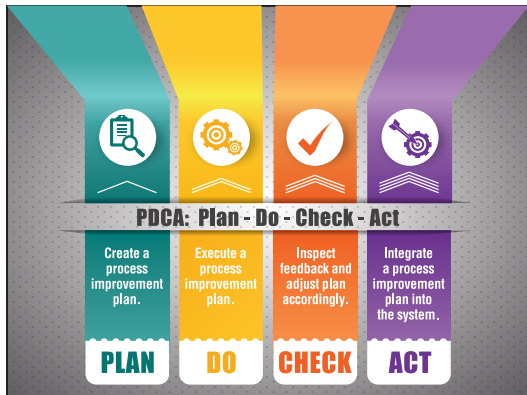 PDCA: Plan - Do - Check - Act
Create a
process
improvement
plan.
Execute a
process
improvement
plan.
Inspect
feedback and
adjust plan
accordingly.
Integrate
a process
improvement
plan into
the system.
PLAN
DO
CHECK
ACT